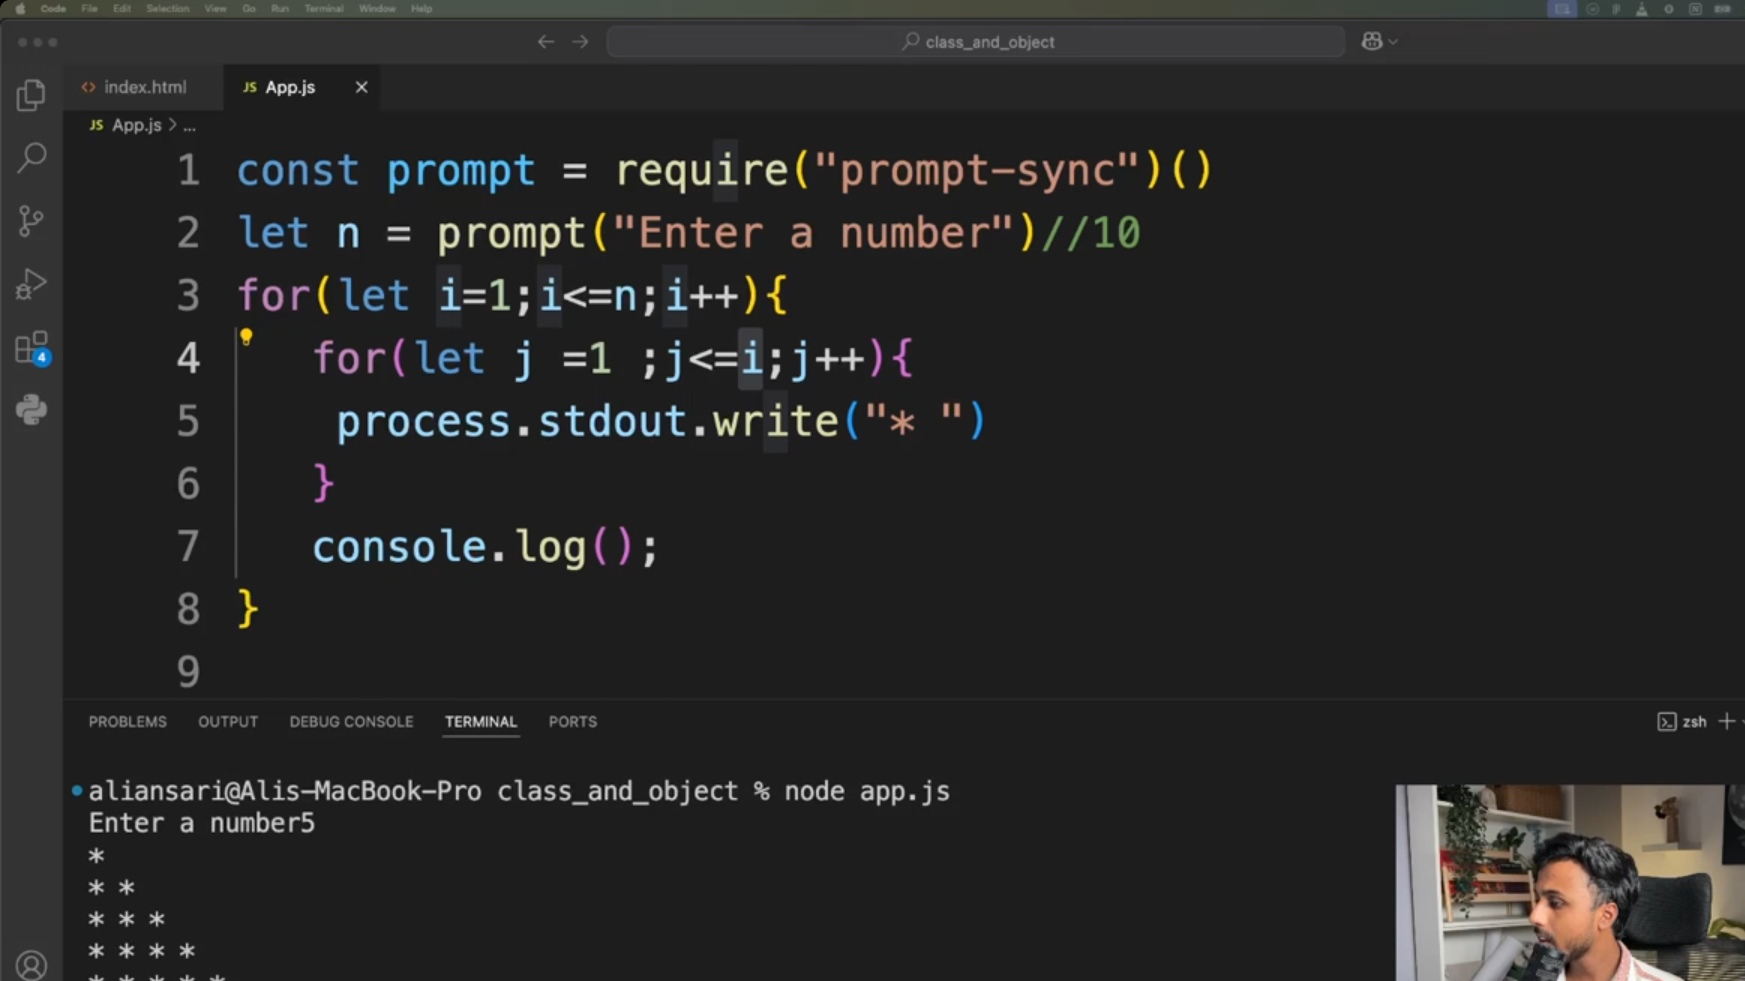 Code File Edit Selection View Go Run Terminal Window Help
class_and_object
index.html JS App.js
JS App.js > ...
1 const prompt = require("prompt-sync")()
2 let n = prompt("Enter a number")//10
3 for(let i=1;i<=n;i++){
4 for(let j =1 ;j<=i;j++){
5 process.stdout.write("* ")
6 }
7 console.log();
8 }
9
4
PROBLEMS OUTPUT DEBUG CONSOLE TERMINAL PORTS
zsh
aliansari@Alis-MacBook-Pro class_and_object % node app.js
Enter a number5
*
* *
* * *
* * * *
* * * * *